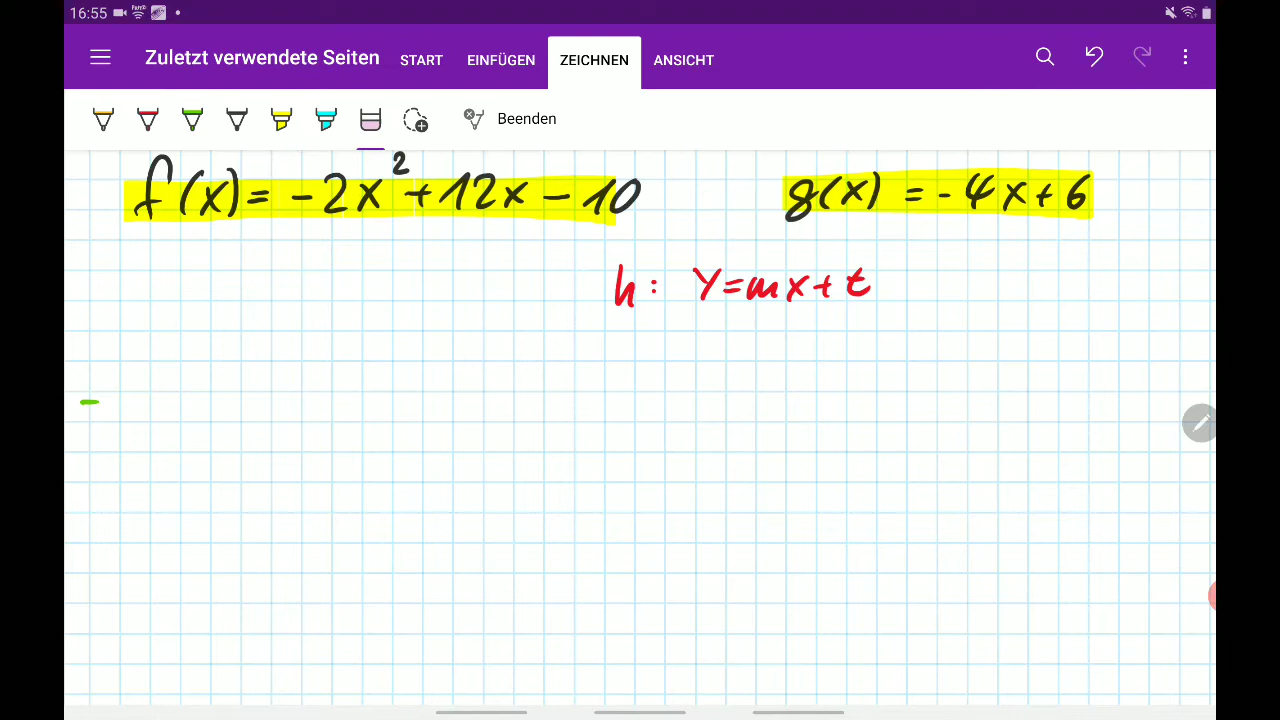 16:55
Zuletzt verwendete Seiten START EINFÜGEN ZEICHNEN ANSICHT
Beenden
f(x) = -2x² + 12x - 10 g(x) = -4x + 6
h: y = mx + t